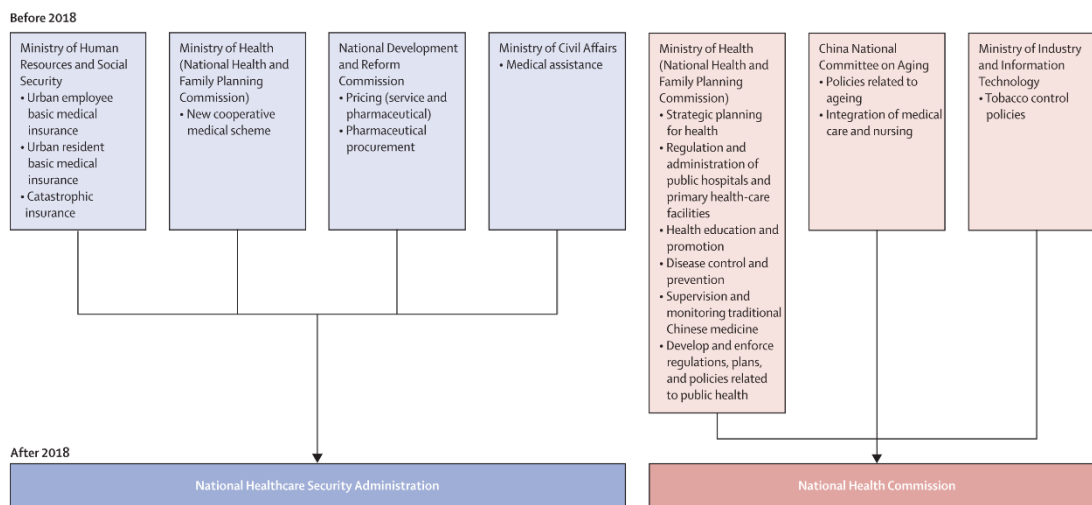 Before 2018
Ministry of Human
Resources and Social
Security
• Urban employee
basic medical
insurance
• Urban resident
basic medical
insurance
• Catastrophic
insurance
Ministry of Health
(National Health and
Family Planning
Commission)
• New cooperative
medical scheme
National Development
and Reform
Commission
• Pricing (service and
pharmaceutical)
• Pharmaceutical
procurement
Ministry of Civil Affairs
• Medical assistance
Ministry of Health
(National Health and
Family Planning
Commission)
• Strategic planning
for health
• Regulation and
administration of
public hospitals and
primary health-care
facilities
• Health education and
promotion
• Disease control and
prevention
• Supervision and
monitoring traditional
Chinese medicine
• Develop and enforce
regulations, plans,
and policies related
to public health
China National
Committee on Aging
• Policies related to
ageing
• Integration of medical
care and nursing
Ministry of Industry
and Information
Technology
• Tobacco control
policies
After 2018
National Healthcare Security Administration
National Health Commission